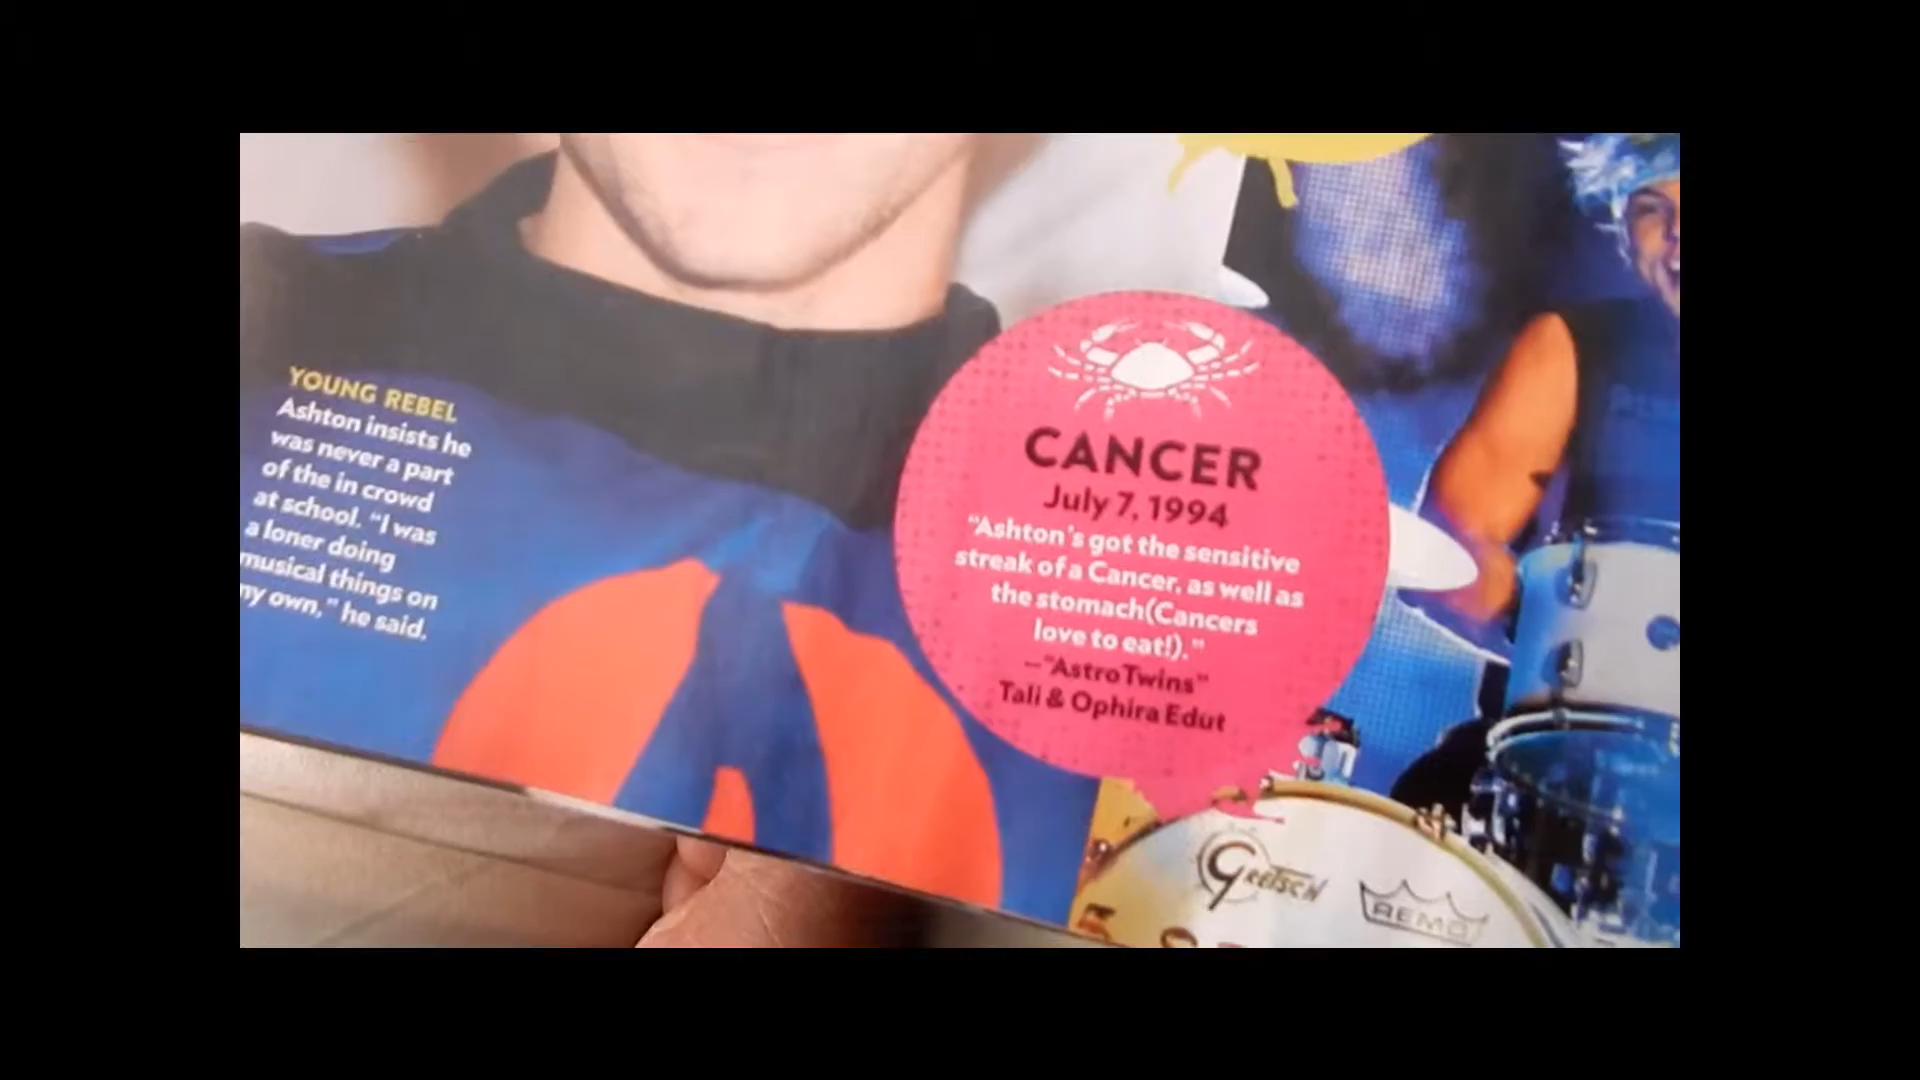 YOUNG REBEL
Ashton insists he
was never a part
of the in crowd
at school. "I was
a loner doing
musical things on
my own," he said.
CANCER
July 7, 1994
"Ashton's got the sensitive
streak of a Cancer, as well as
the stomach(Cancers
love to eat!)."
—"AstroTwins"
Tali & Ophira Edut
GRETSCH
REMO